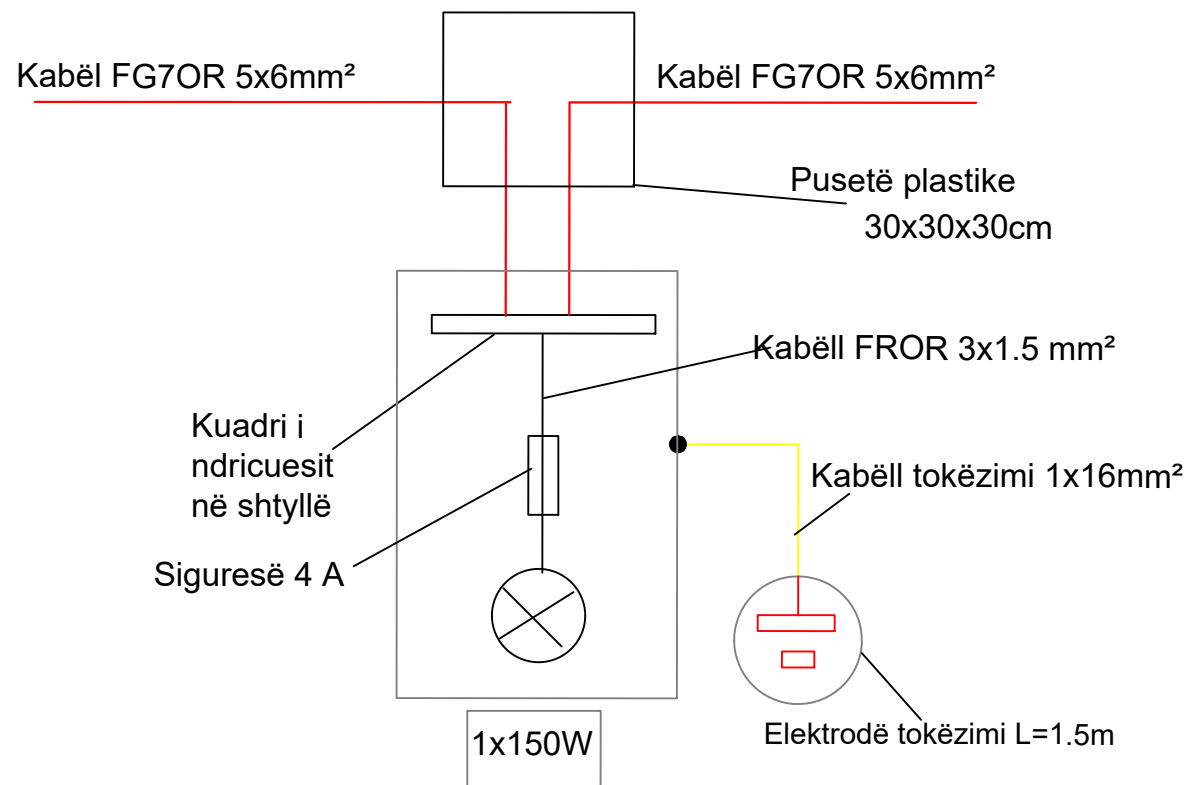 Kabël FG7OR 5x6mm²
Kabël FG7OR 5x6mm²
Pusetë plastike
30x30x30cm
Kabëll FROR 3x1.5 mm²
Kuadri i
ndricuesit
në shtyllë
Kabëll tokëzimi 1x16mm²
Siguresë 4 A
Elektrodë tokëzimi L=1.5m
1x150W